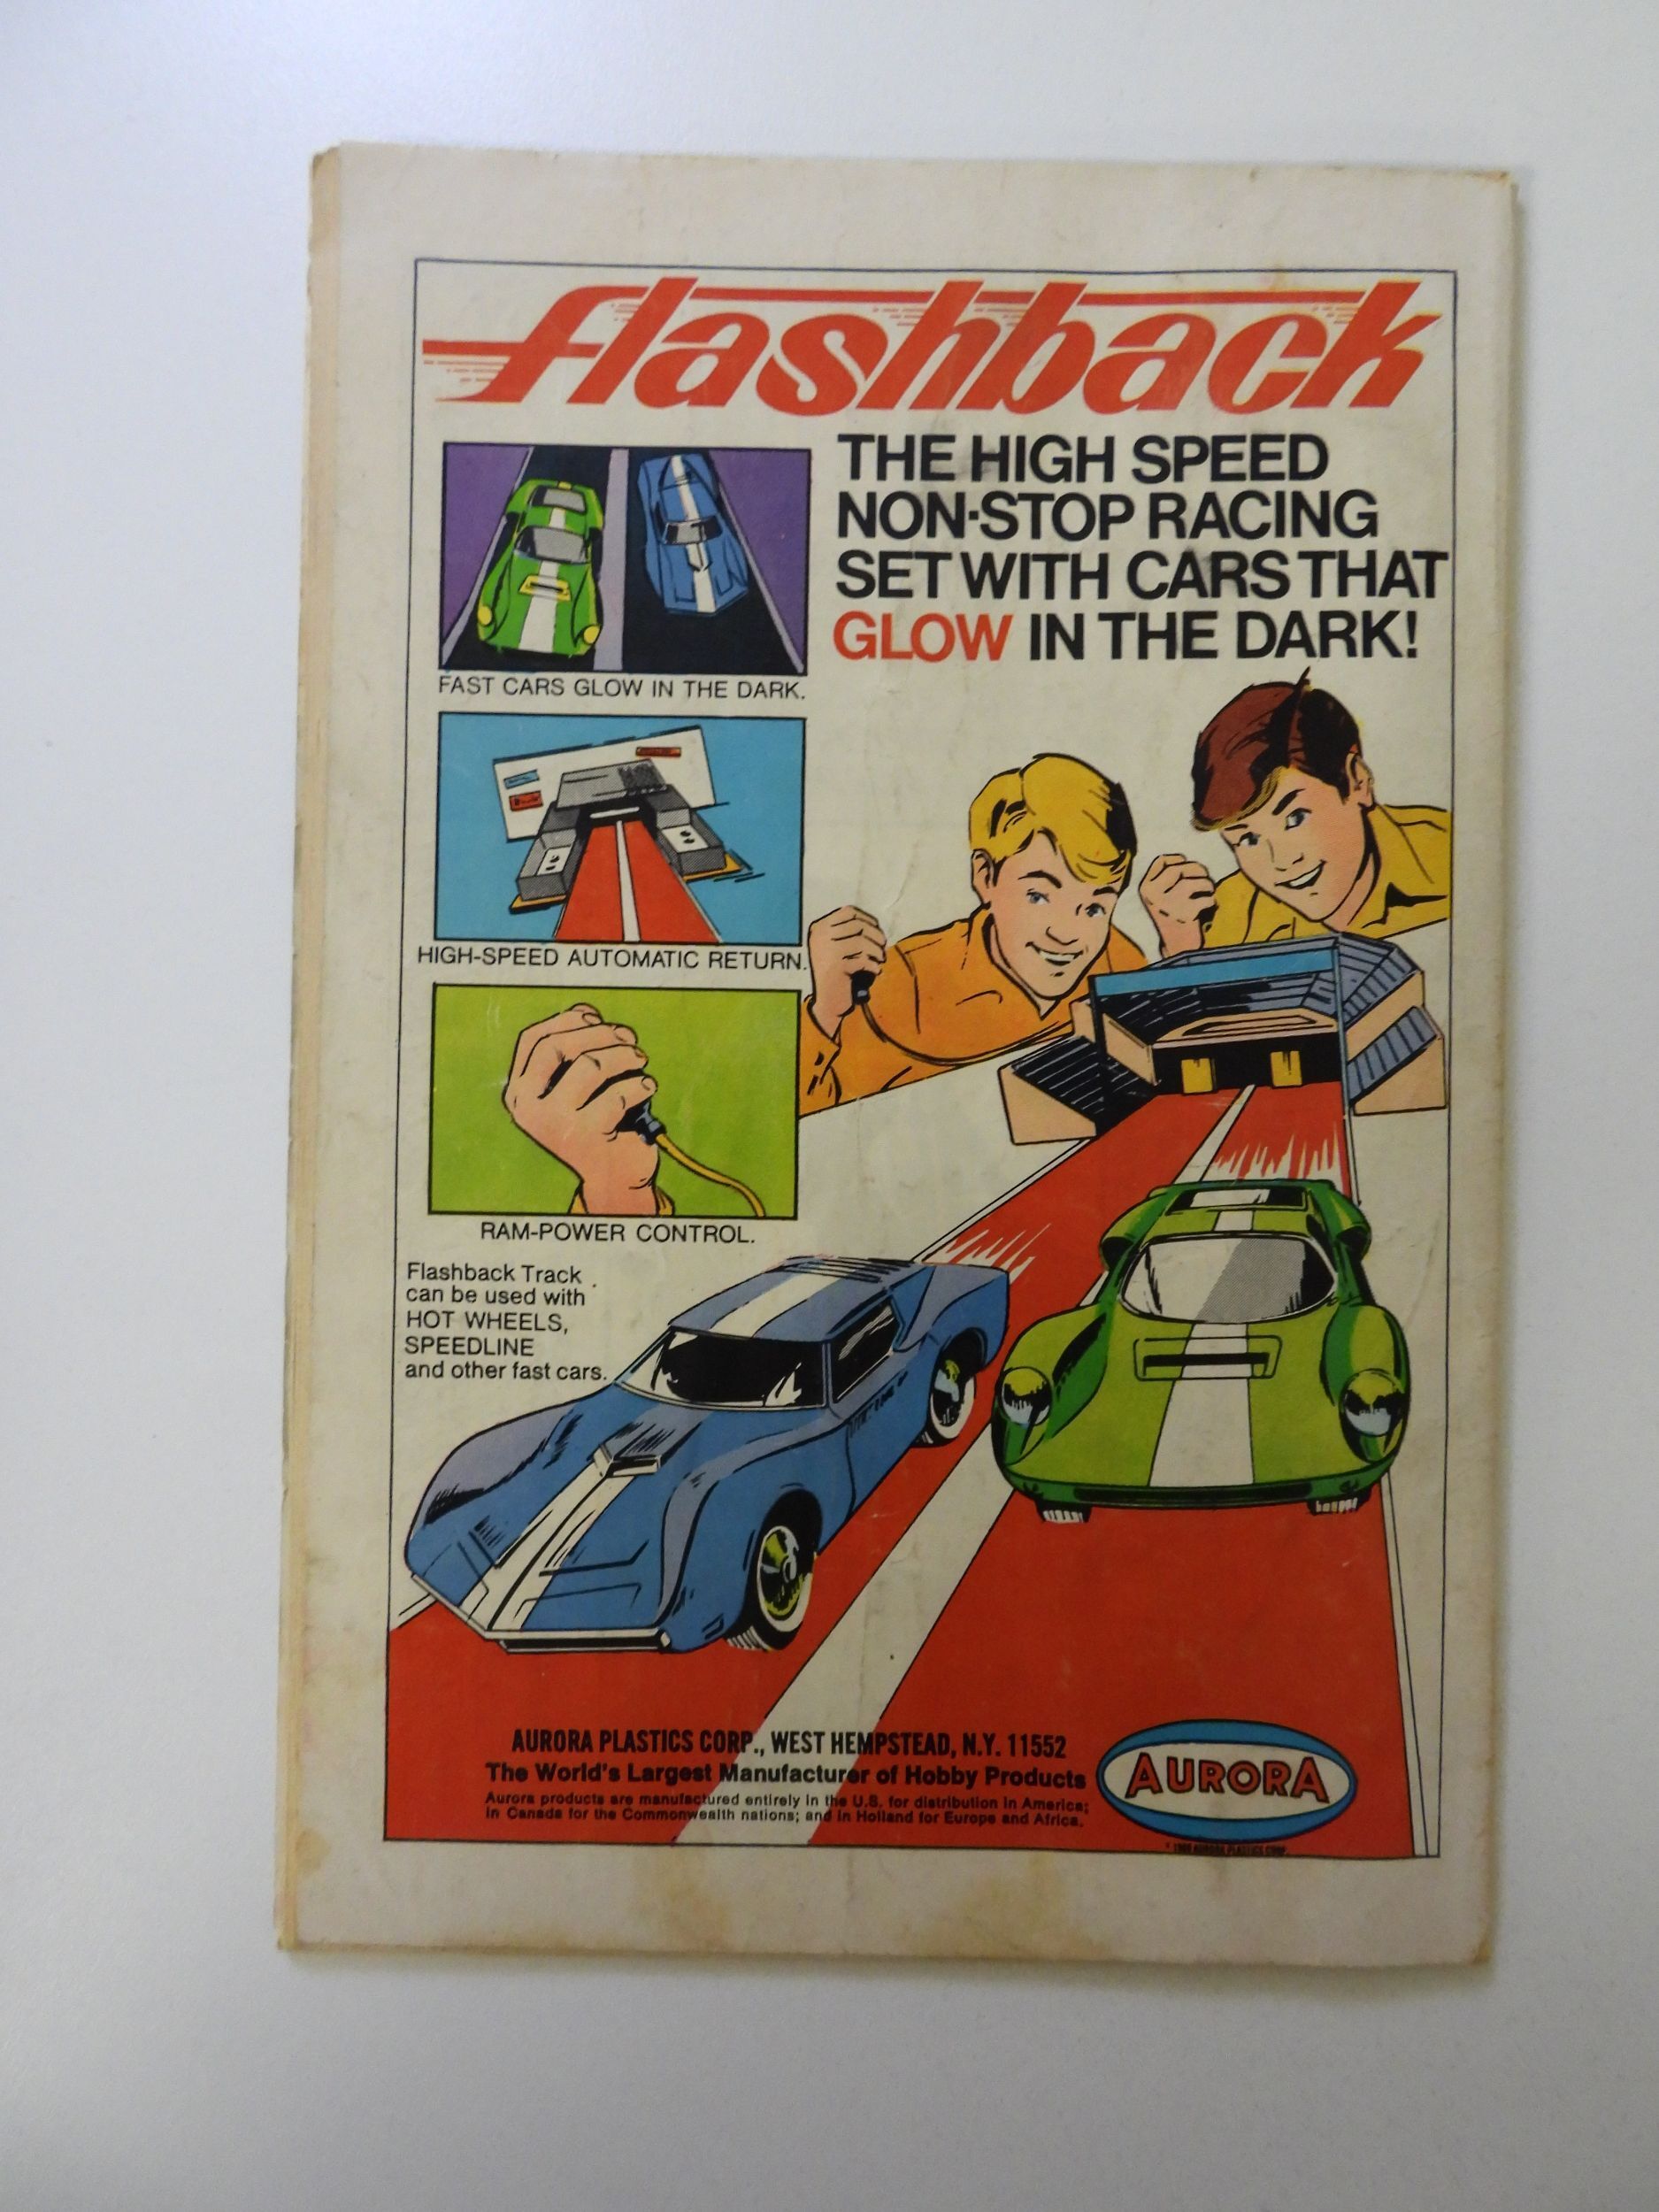 flashback
THE HIGH SPEED
NON-STOP RACING
SET WITH CARS THAT
GLOW IN THE DARK!
FAST CARS GLOW IN THE DARK.
HIGH-SPEED AUTOMATIC RETURN.
RAM-POWER CONTROL.
Flashback Track
can be used with
HOT WHEELS,
SPEEDLINE
and other fast cars.
AURORA PLASTICS CORP., WEST HEMPSTEAD, N.Y. 11552
The World's Largest Manufacturer of Hobby Products
Aurora products are manufactured entirely in the U.S. for distribution in America;
in Canada for the Commonwealth nations; and in Holland for Europe and Africa.
AURORA
AURORA PLASTICS CORP.